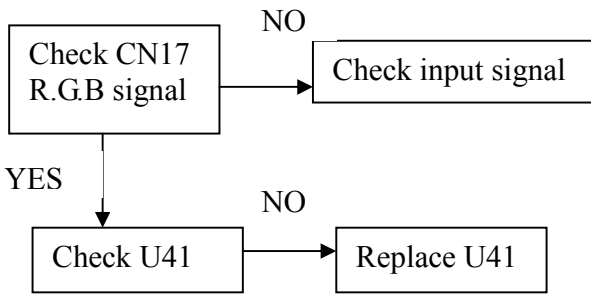 NO
Check CN17
R.G.B signal
Check input signal
YES
NO
Check U41
Replace U41